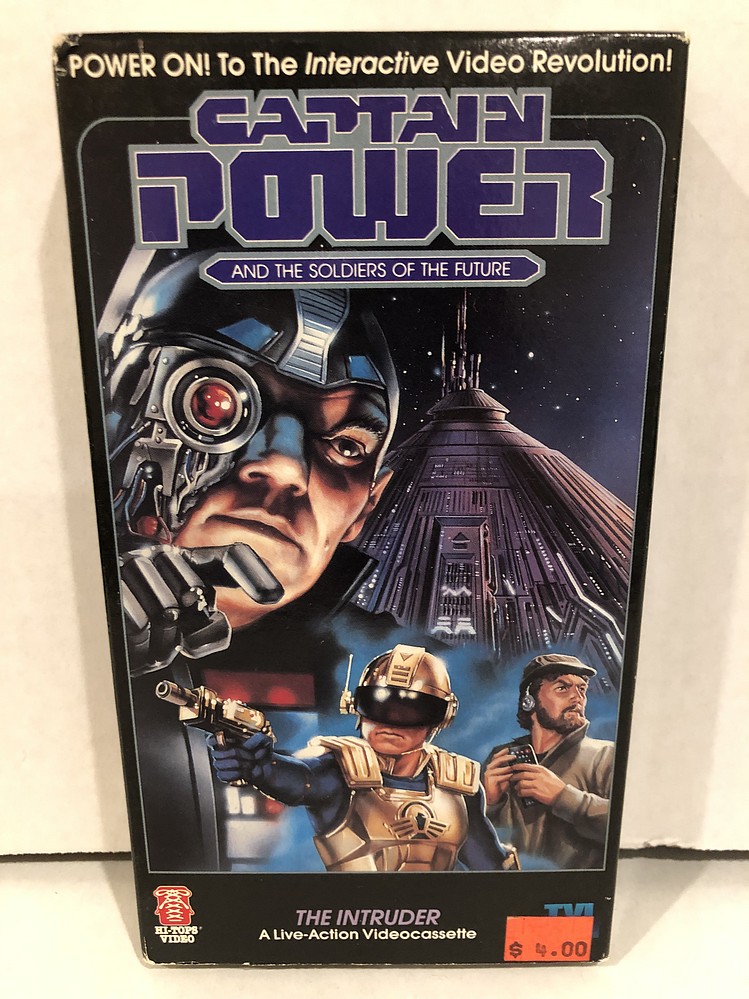 POWER ON! To The Interactive Video Revolution!
CAPTAIN
POWER
AND THE SOLDIERS OF THE FUTURE
HI-TOPS
VIDEO
THE INTRUDER
A Live-Action Videocassette
$ 4.00